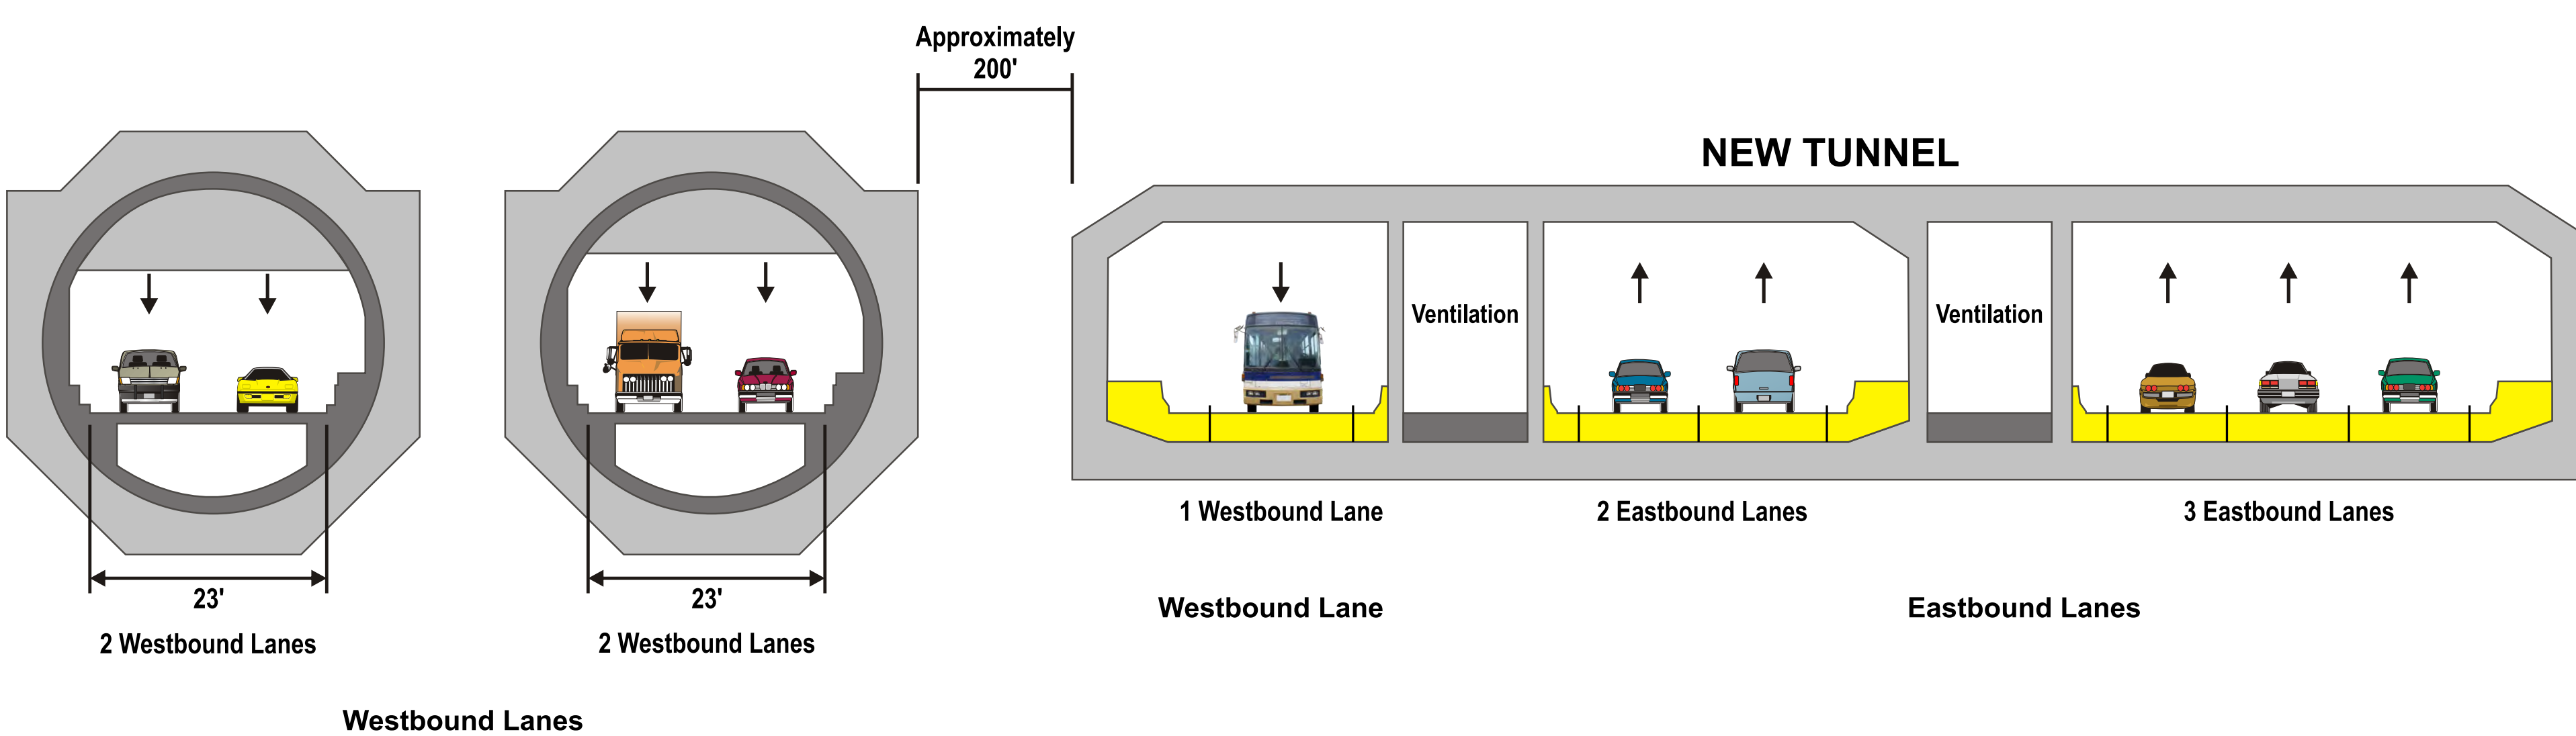 Approximately
200'
NEW TUNNEL
Ventilation
Ventilation
1 Westbound Lane
2 Eastbound Lanes
3 Eastbound Lanes
23'
23'
Westbound Lane
Eastbound Lanes
2 Westbound Lanes
2 Westbound Lanes
Westbound Lanes